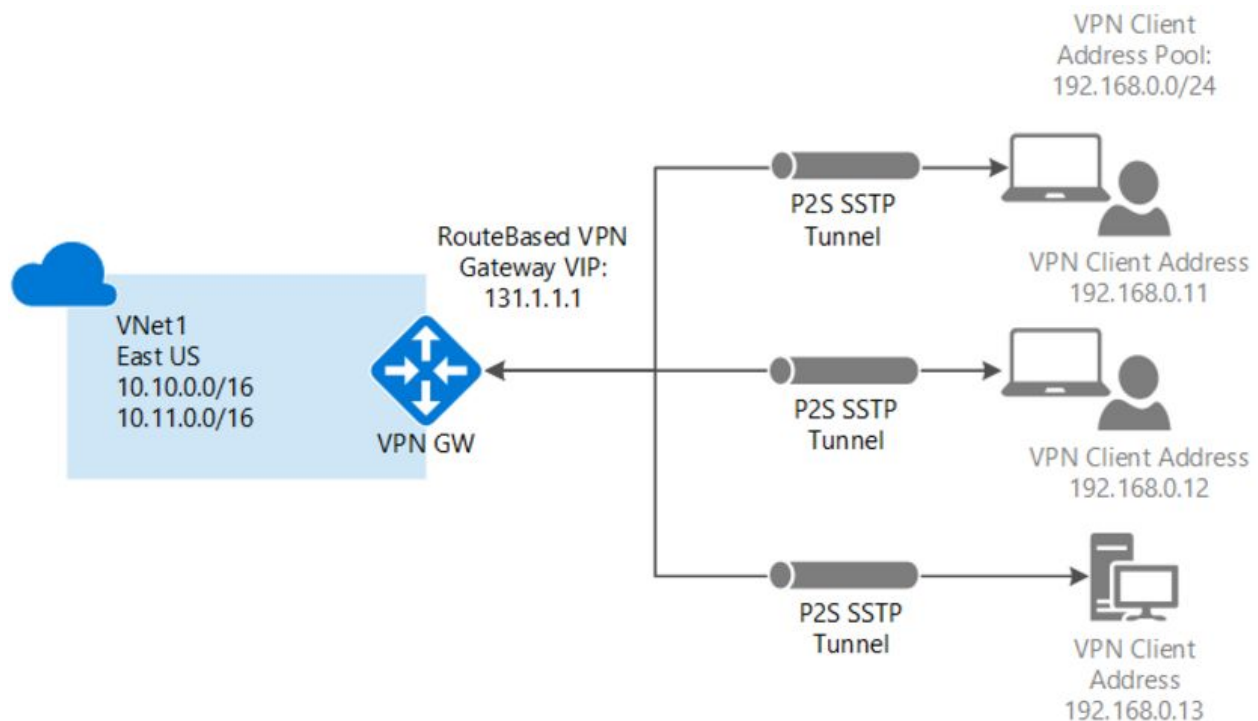 VPN Client
Address Pool:
192.168.0.0/24
P2S SSTP
Tunnel
VPN Client Address
192.168.0.11
RouteBased VPN
Gateway VIP:
131.1.1.1
VNet1
East US
10.10.0.0/16
10.11.0.0/16
VPN GW
P2S SSTP
Tunnel
VPN Client Address
192.168.0.12
P2S SSTP
Tunnel
VPN Client
Address
192.168.0.13